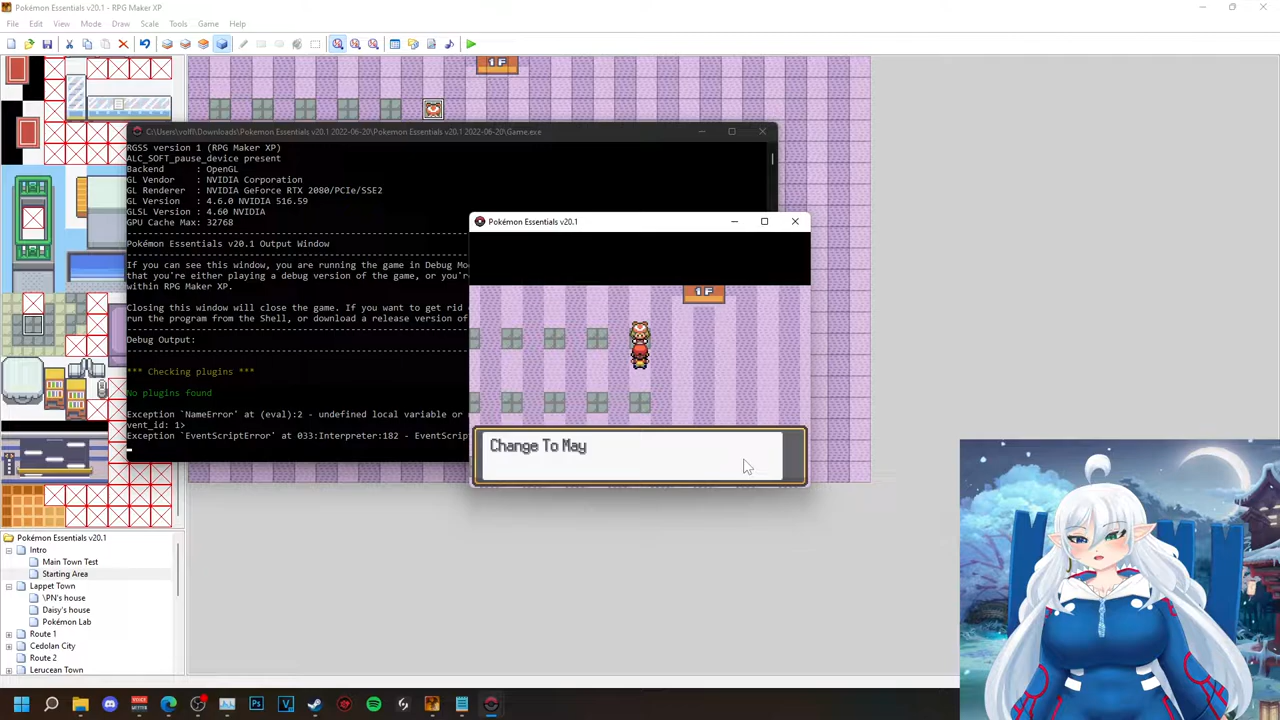 Pokémon Essentials v20.1 - RPG Maker XP
File Edit View Mode Draw Scale Tools Game Help
1F
C:\Users\volfi\Downloads\Pokemon Essentials v20.1 2022-06-20\Pokemon Essentials v20.1 2022-06-20\Game.exe
RGSS version 1 (RPG Maker XP)
ALC_SOFT_pause_device present
Backend : OpenGL
GL Vendor : NVIDIA Corporation
GL Renderer : NVIDIA GeForce RTX 2080/PCIe/SSE2
GL Version : 4.6.0 NVIDIA 516.59
GLSL Version : 4.60 NVIDIA
GPU Cache Max: 32768
Pokémon Essentials v20.1 Output Window
If you can see this window, you are running the game in Debug Mo
that you're either playing a debug version of the game, or you're
within RPG Maker XP.
Closing this window will close the game. If you want to get rid
run the program from the Shell, or download a release version of
Debug Output:
*** Checking plugins ***
No plugins found
Exception `NameError' at (eval):2 - undefined local variable or
vent_id: 1>
Exception `EventScriptError' at 033:Interpreter:182 - EventScrip
Pokémon Essentials v20.1
1F
Change To May
Pokémon Essentials v20.1
Intro
Main Town Test
Starting Area
Lappet Town
\PN's house
Daisy's house
Pokémon Lab
Route 1
Cedolan City
Route 2
Lerucean Town